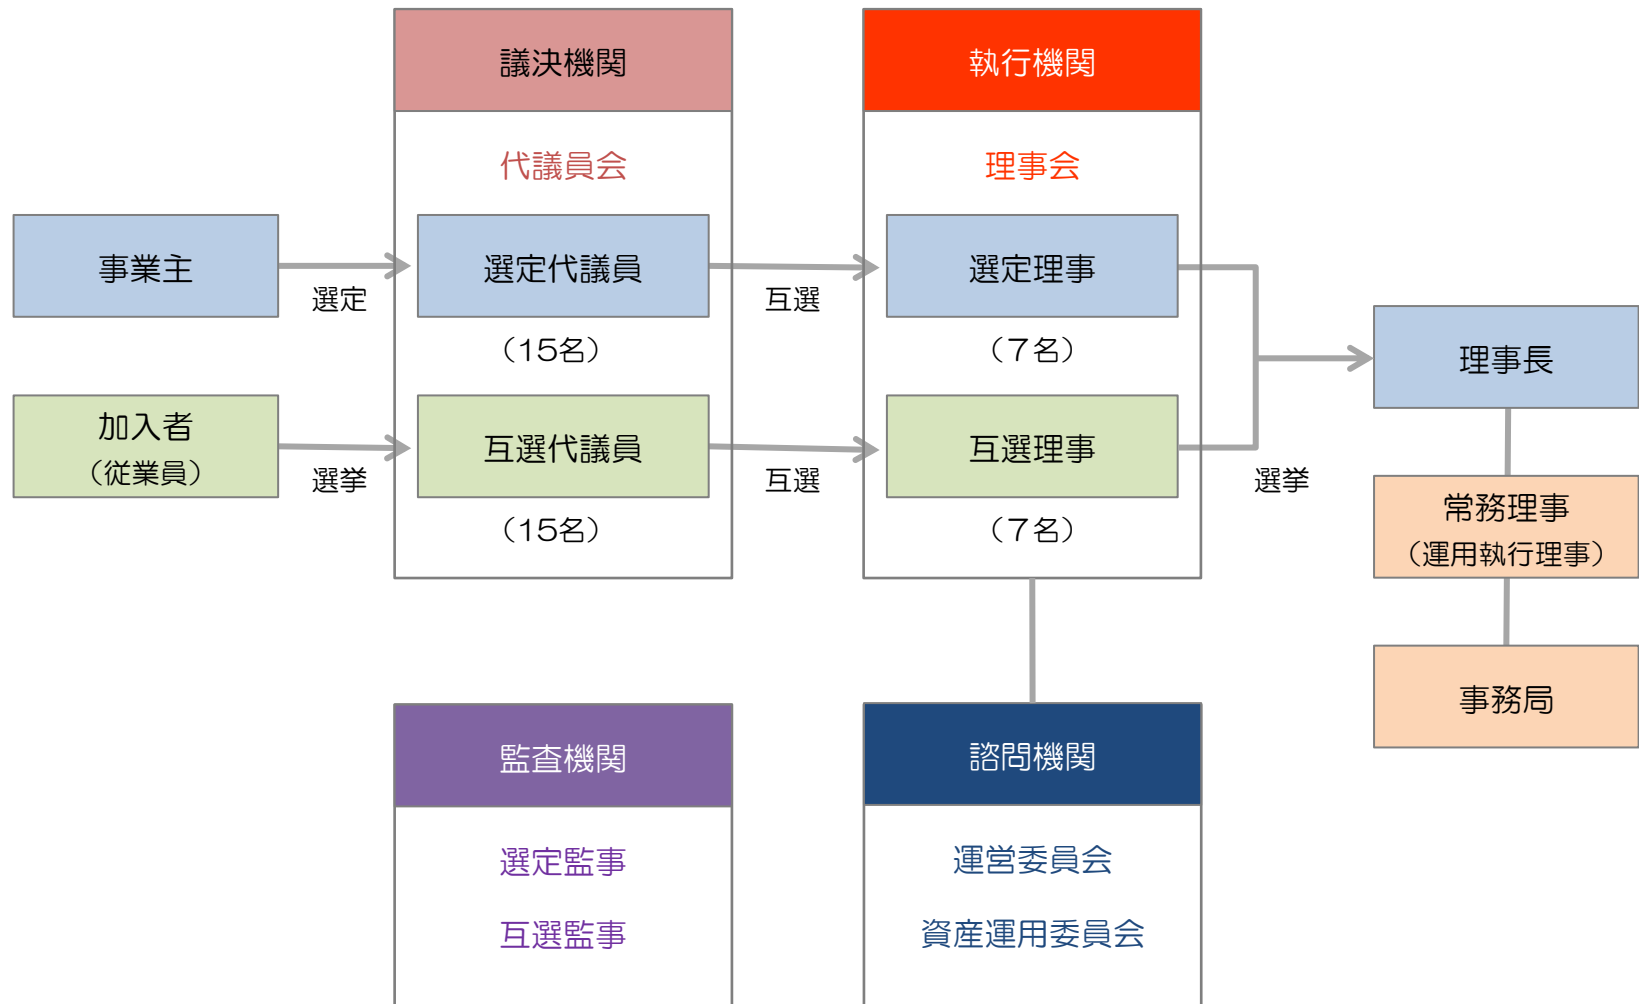 議決機関
執行機関
代議員会
理事会
事業主
選定
選定代議員
互選
選定理事
（15名）
（7名）
理事長
加入者
（従業員）
選挙
互選代議員
互選
互選理事
選挙
（15名）
（7名）
常務理事
（運用執行理事）
事務局
監査機関
諮問機関
選定監事
運営委員会
互選監事
資産運用委員会